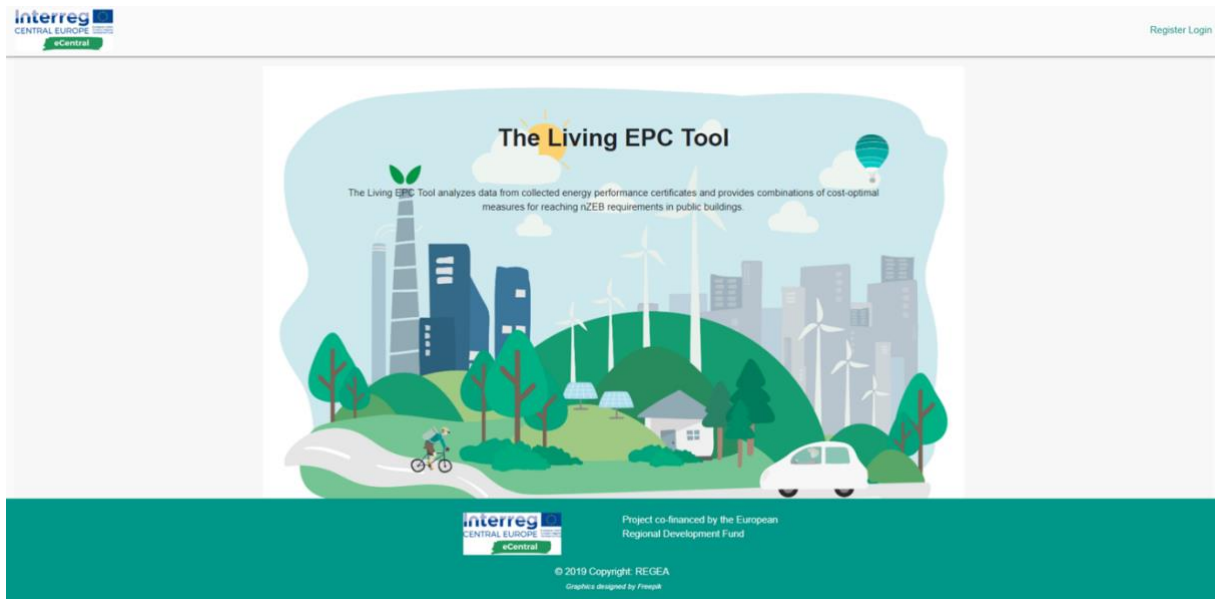 Interreg
CENTRAL EUROPE
eCentral
Register Login
The Living EPC Tool
The Living EPC Tool analyzes data from collected energy performance certificates and provides combinations of cost-optimal
measures for reaching nZEB requirements in public buildings.
Interreg
CENTRAL EUROPE
eCentral
Project co-financed by the European
Regional Development Fund
© 2019 Copyright: REGEA
Graphics designed by Freepik